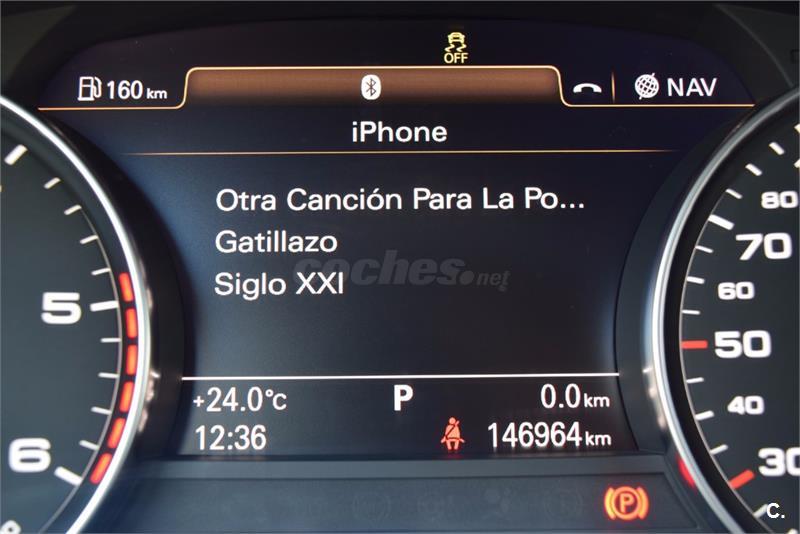 OFF
160 km
NAV
iPhone
Otra Canción Para La Po...
Gatillazo
Siglo XXI
coches.net
+24.0°C P 0.0 km
12:36 146964 km
5
6
80
70
60
50
40
30
P
C.